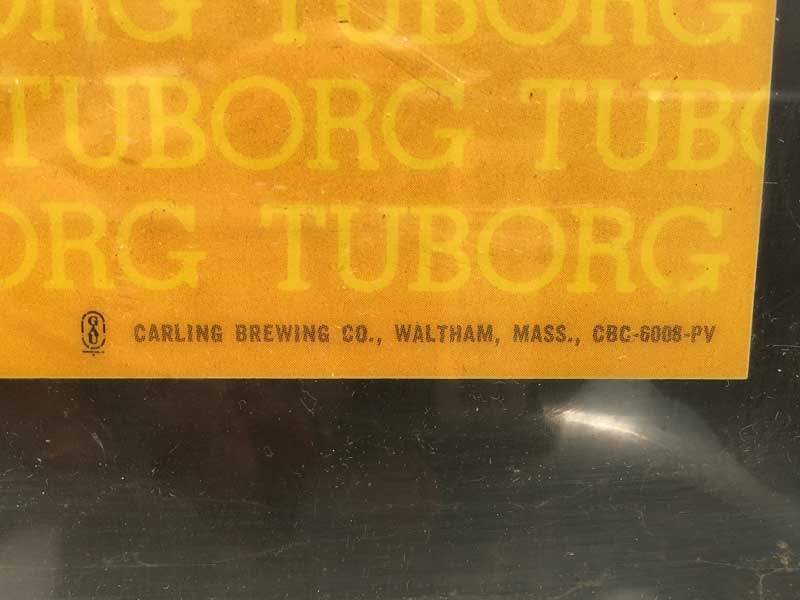 ORG TUBORG
TUBORG TUBO
ORG TUBORG
CARLING BREWING CO., WALTHAM, MASS., CBC-6008-PV